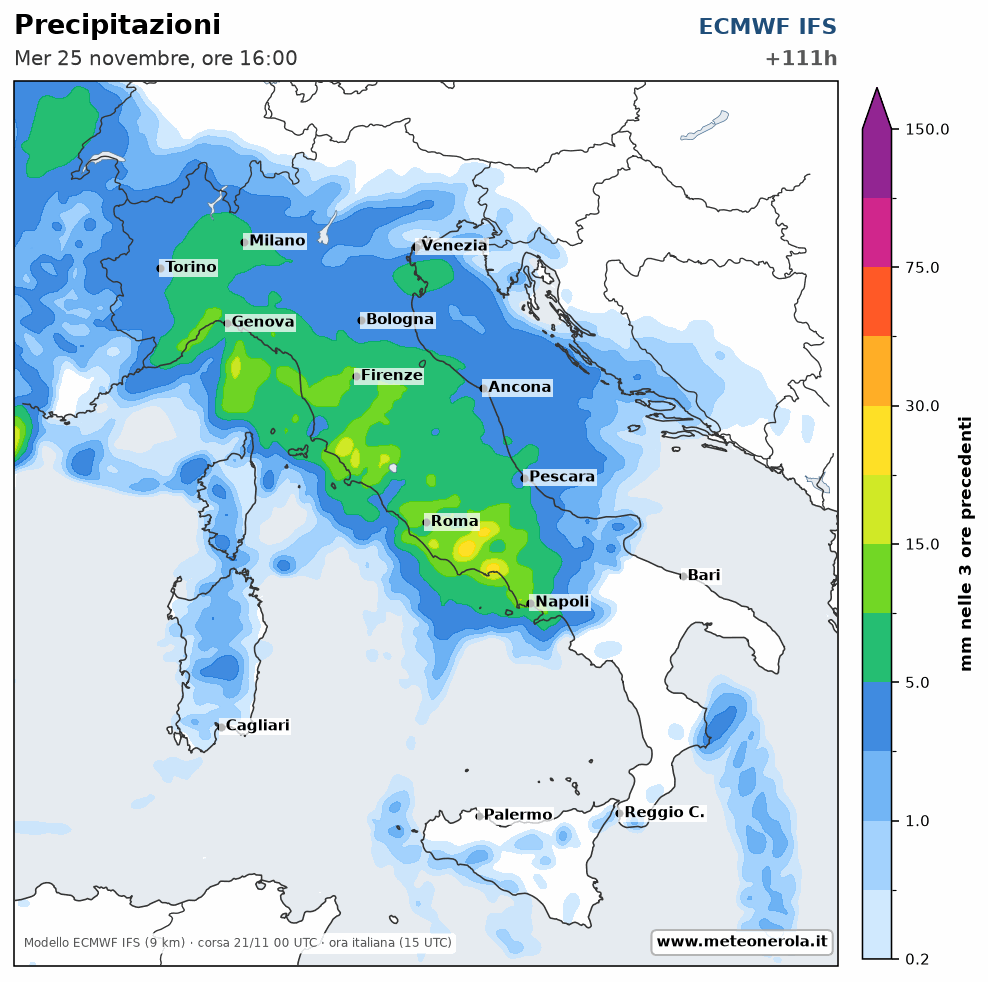 Precipitazioni
ECMWF IFS
Mer 25 novembre, ore 16:00
+111h
150.0
Milano
Venezia
Torino
75.0
Genova
Bologna
Firenze
Ancona
30.0
Pescara
Roma
15.0
Bari
Napoli
5.0
Cagliari
Palermo
Reggio C.
1.0
mm nelle 3 ore precedenti
Modello ECMWF IFS (9 km) · corsa 21/11 00 UTC · ora italiana (15 UTC)
www.meteonerola.it
0.2